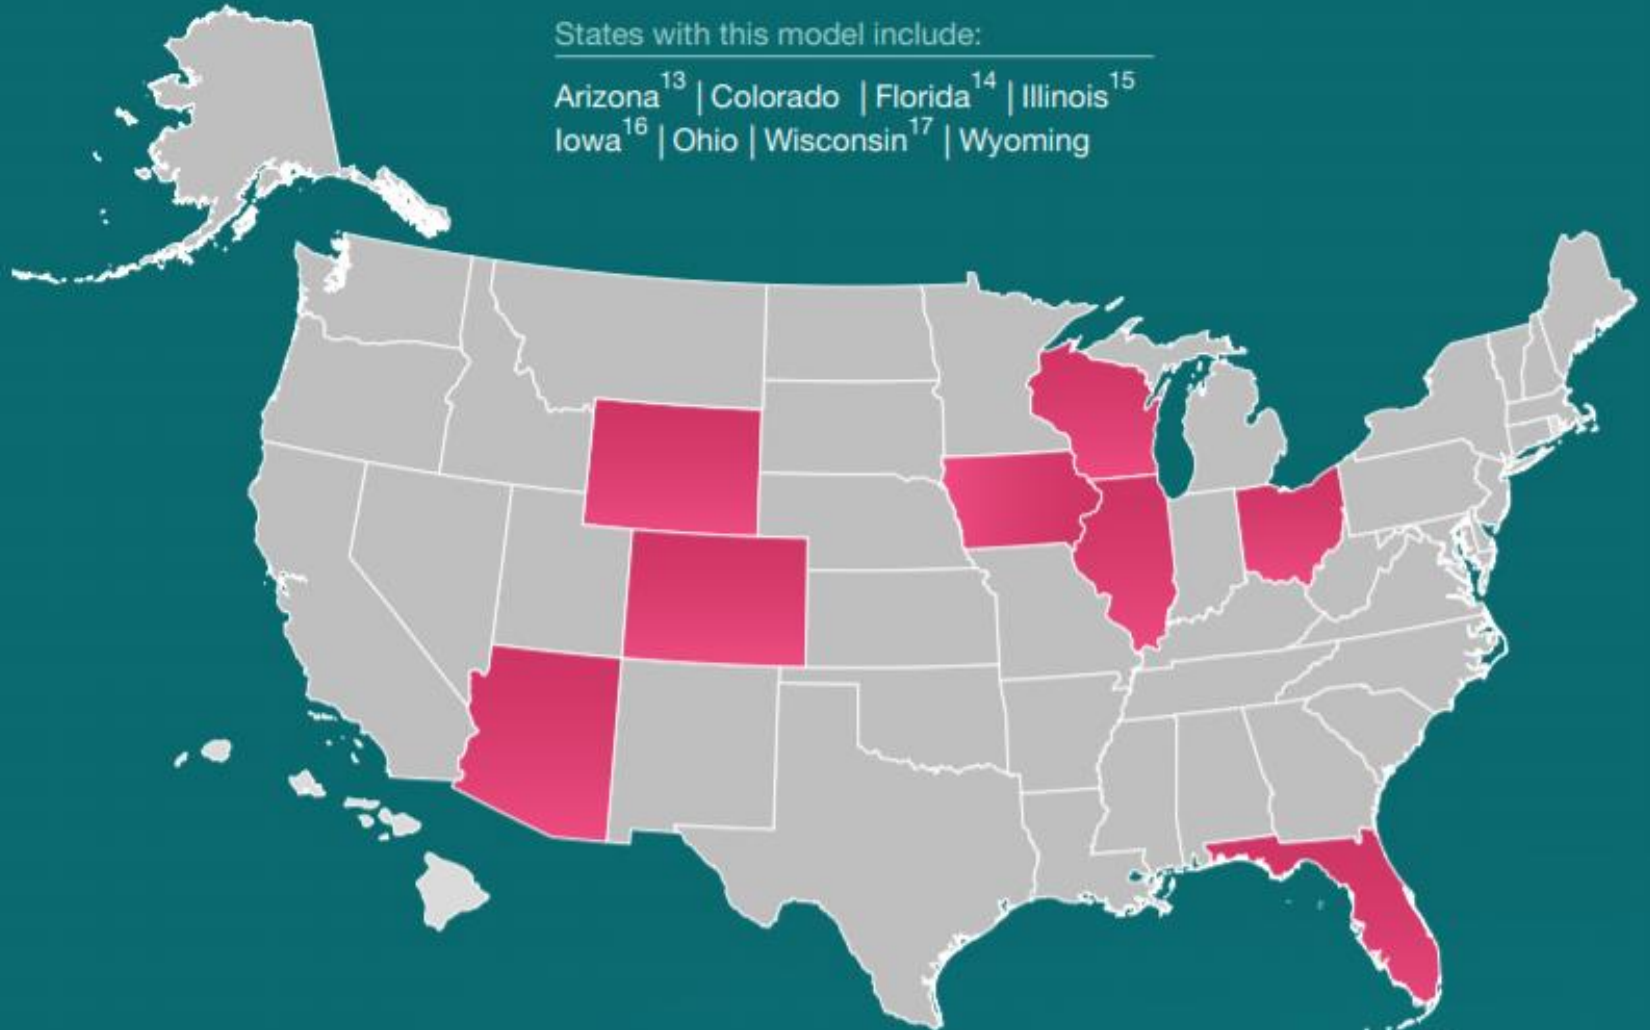 States with this model include:
Arizona13 | Colorado | Florida14 | Illinois15
Iowa16 | Ohio | Wisconsin17 | Wyoming